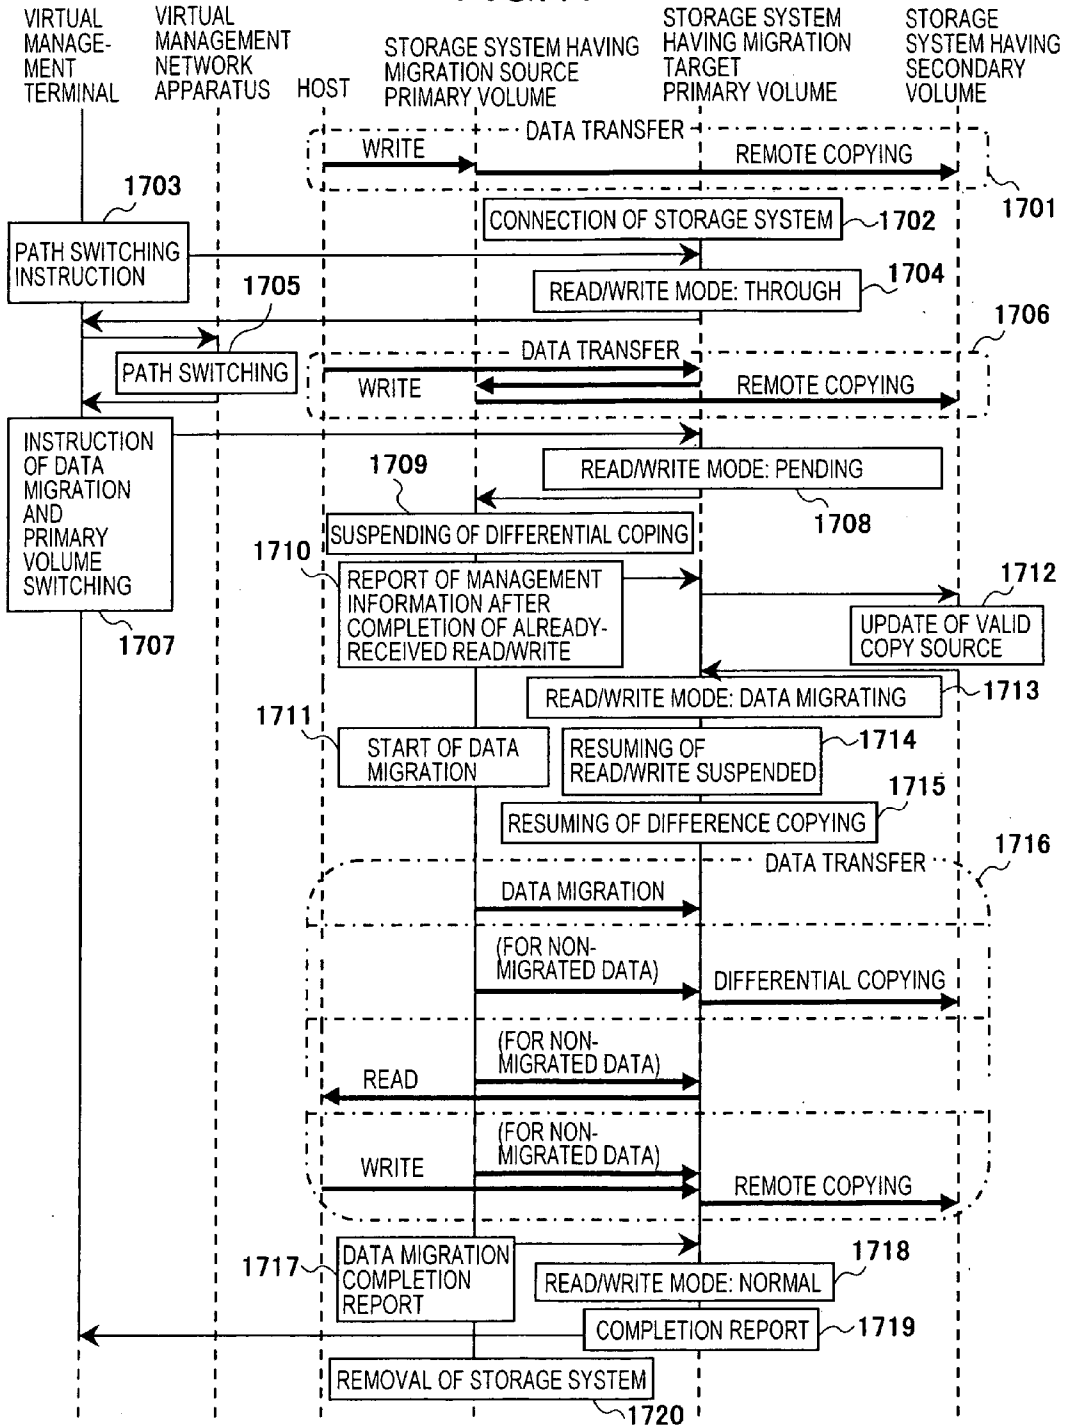 VIRTUAL
MANAGE-
MENT
TERMINAL
VIRTUAL
MANAGEMENT
NETWORK
APPARATUS
HOST
STORAGE SYSTEM HAVING
MIGRATION SOURCE
PRIMARY VOLUME
STORAGE SYSTEM
HAVING MIGRATION
TARGET
PRIMARY VOLUME
STORAGE
SYSTEM HAVING
SECONDARY
VOLUME
DATA TRANSFER
WRITE
REMOTE COPYING
1701
1703
CONNECTION OF STORAGE SYSTEM
1702
PATH SWITCHING
INSTRUCTION
1705
READ/WRITE MODE: THROUGH
1704
1706
PATH SWITCHING
DATA TRANSFER
WRITE
REMOTE COPYING
INSTRUCTION
OF DATA
MIGRATION
AND
PRIMARY
VOLUME
SWITCHING
1707
1709
READ/WRITE MODE: PENDING
1708
SUSPENDING OF DIFFERENTIAL COPING
1710
REPORT OF MANAGEMENT
INFORMATION AFTER
COMPLETION OF ALREADY-
RECEIVED READ/WRITE
1712
UPDATE OF VALID
COPY SOURCE
READ/WRITE MODE: DATA MIGRATING
1713
1711
START OF DATA
MIGRATION
RESUMING OF
READ/WRITE SUSPENDED
1714
1715
RESUMING OF DIFFERENCE COPYING
1716
DATA TRANSFER
DATA MIGRATION
(FOR NON-
MIGRATED DATA)
DIFFERENTIAL COPYING
(FOR NON-
MIGRATED DATA)
READ
(FOR NON-
MIGRATED DATA)
WRITE
REMOTE COPYING
1717
DATA MIGRATION
COMPLETION
REPORT
1718
READ/WRITE MODE: NORMAL
COMPLETION REPORT
1719
REMOVAL OF STORAGE SYSTEM
1720